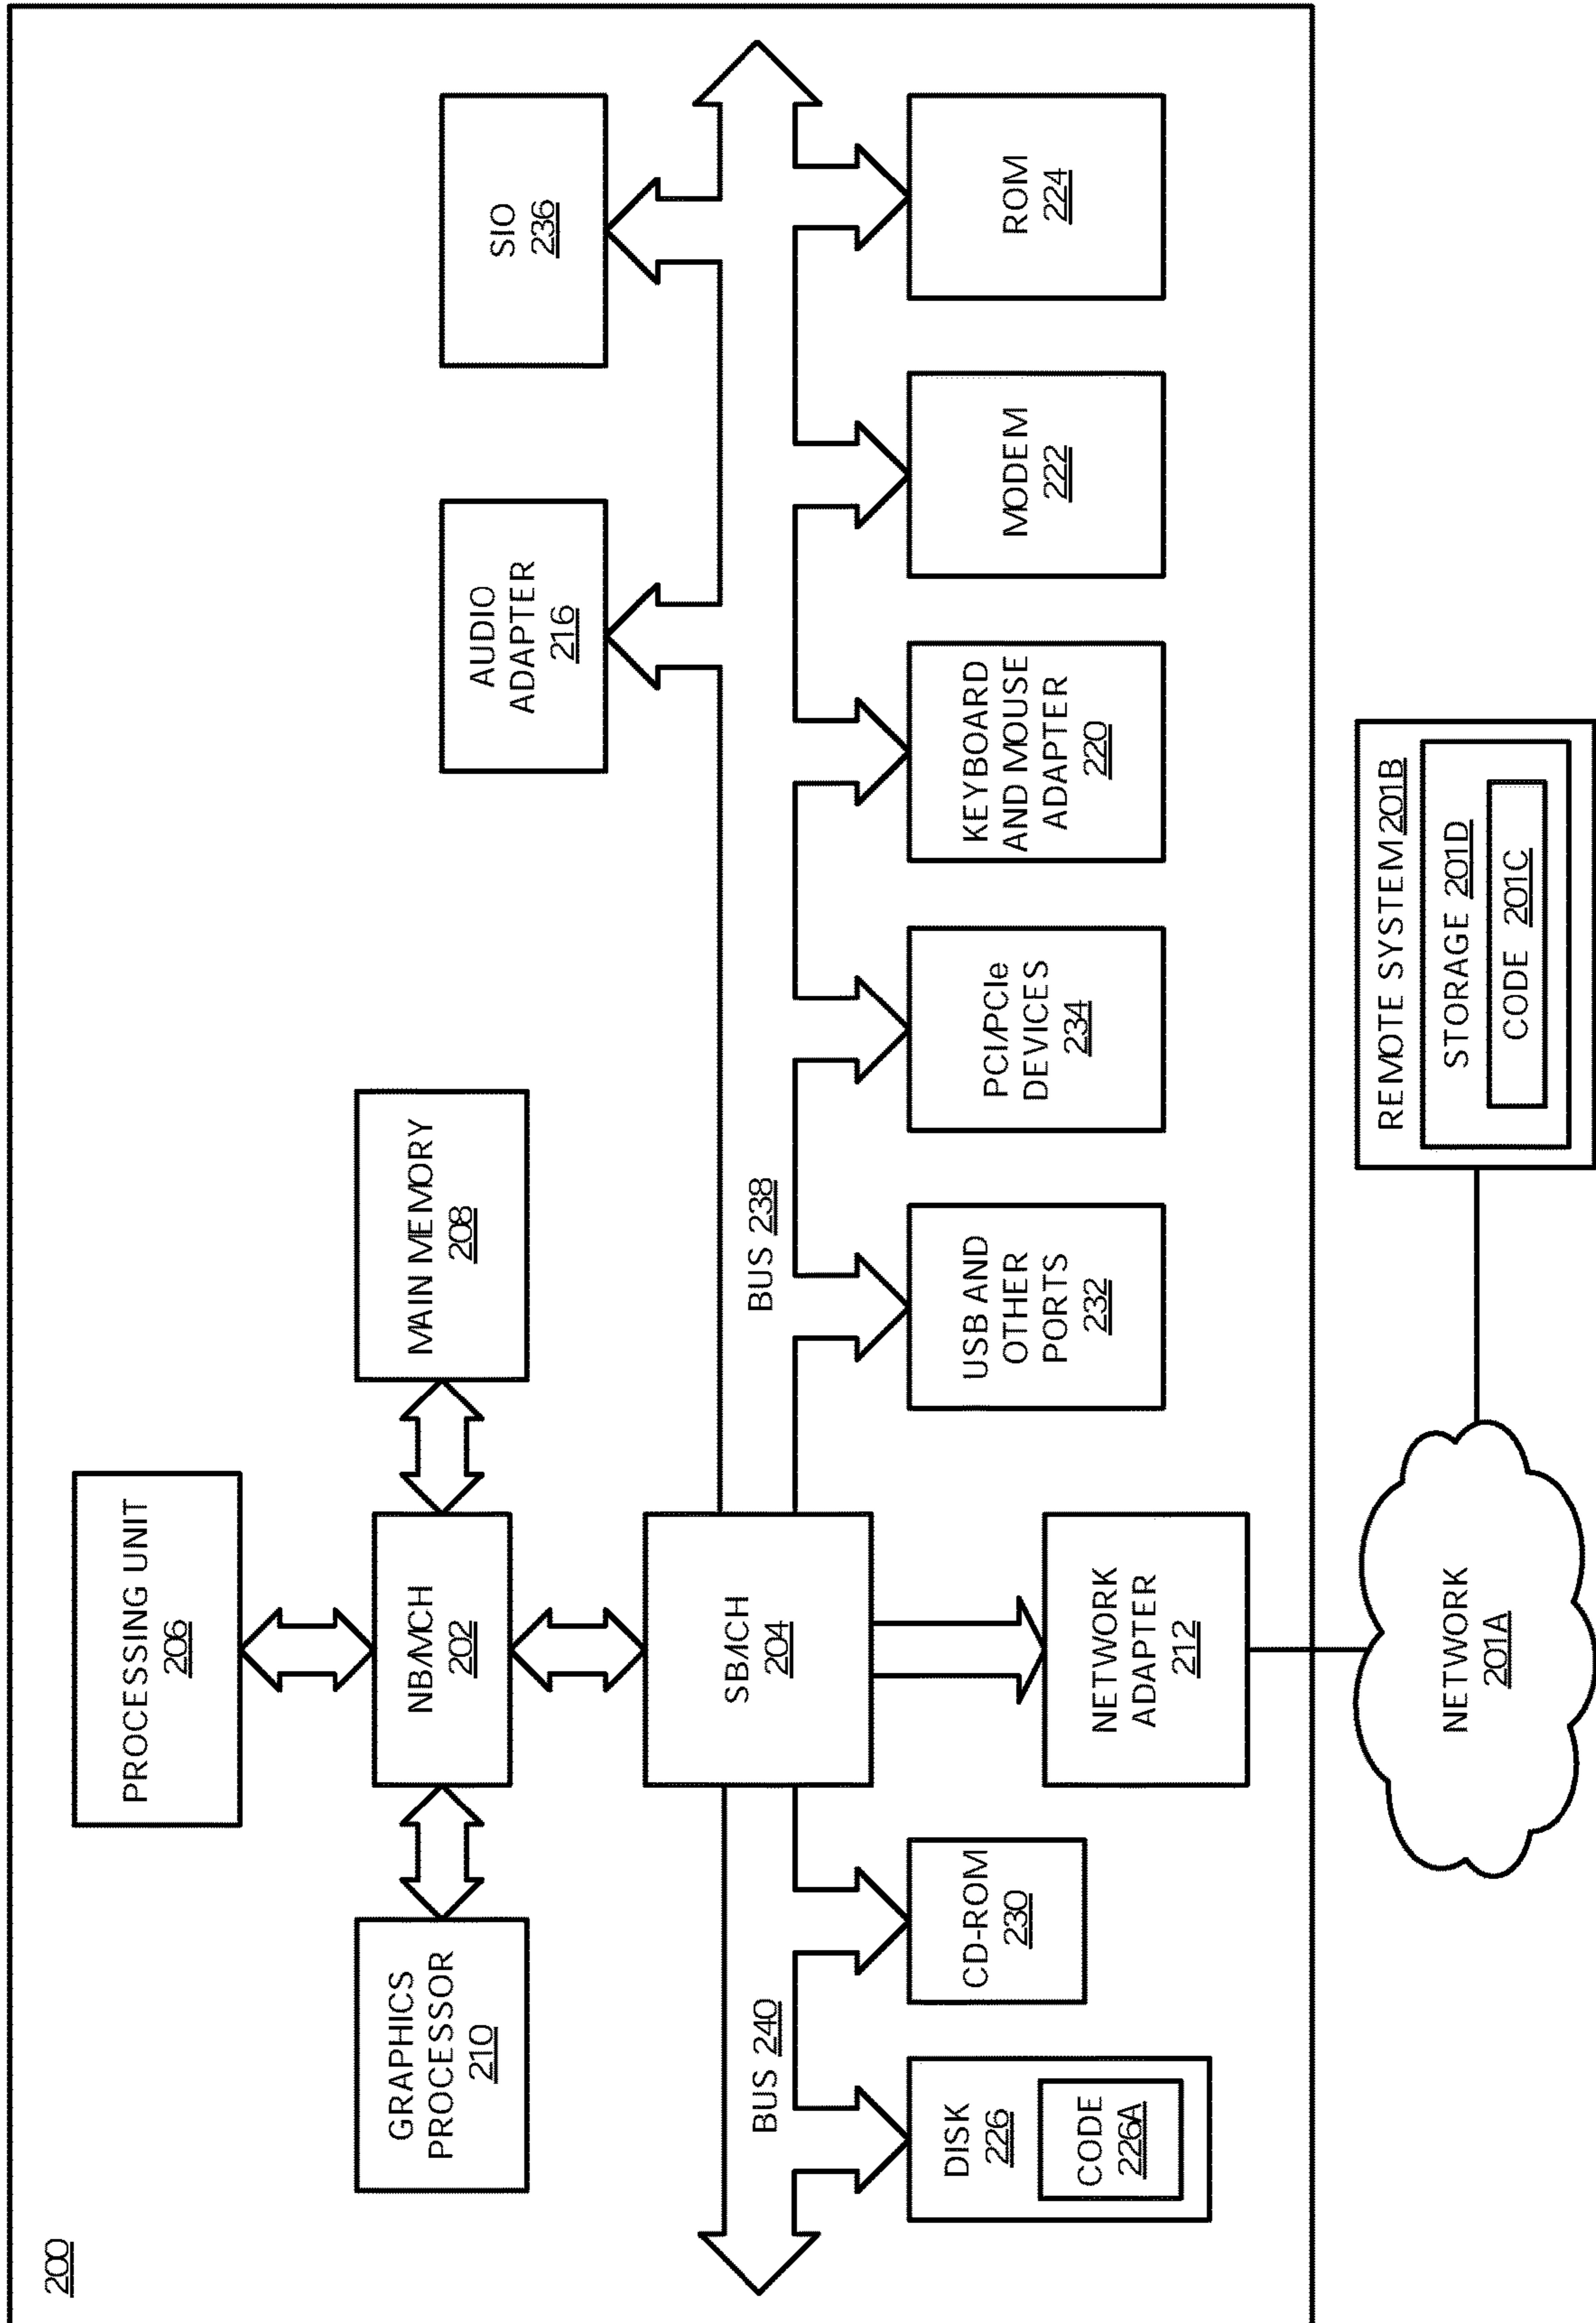 200
PROCESSING UNIT
206
GRAPHICS
PROCESSOR
210
NB/MCH
202
MAIN MEMORY
208
AUDIO
ADAPTER
216
SIO
236
SB/ICH
204
BUS 240
BUS 238
DISK
226
CODE
226A
CD-ROM
230
NETWORK
ADAPTER
212
USB AND
OTHER
PORTS
232
PCI/PCIe
DEVICES
234
KEYBOARD
AND MOUSE
ADAPTER
220
MODEM
222
ROM
224
NETWORK
201A
REMOTE SYSTEM 201B
STORAGE 201D
CODE 201C